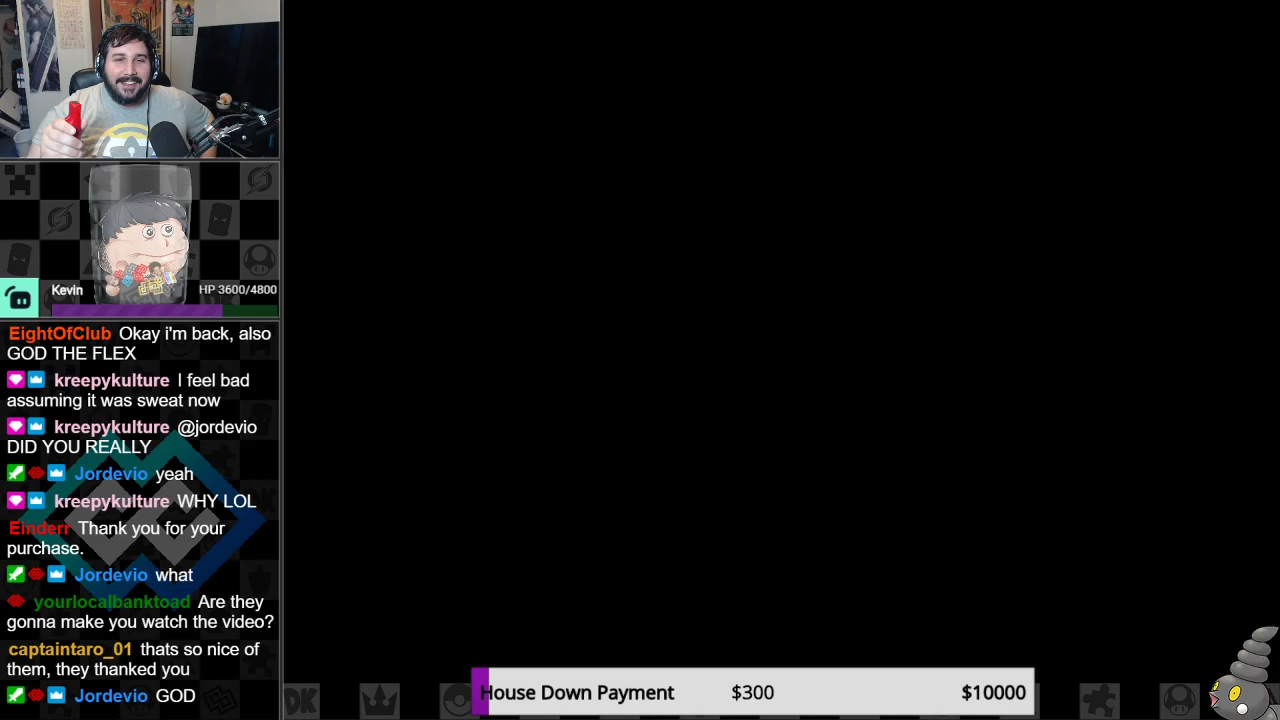 Kevin HP 3600/4800
EightOfClub Okay i'm back, also
GOD THE FLEX
kreepykulture I feel bad
assuming it was sweat now
kreepykulture @jordevio
DID YOU REALLY
Jordevio yeah
kreepykulture WHY LOL
Einderr Thank you for your
purchase.
Jordevio what
yourlocalbanktoad Are they
gonna make you watch the video?
captaintaro_01 thats so nice of
them, they thanked you
Jordevio GOD
DK
House Down Payment $300 $10000